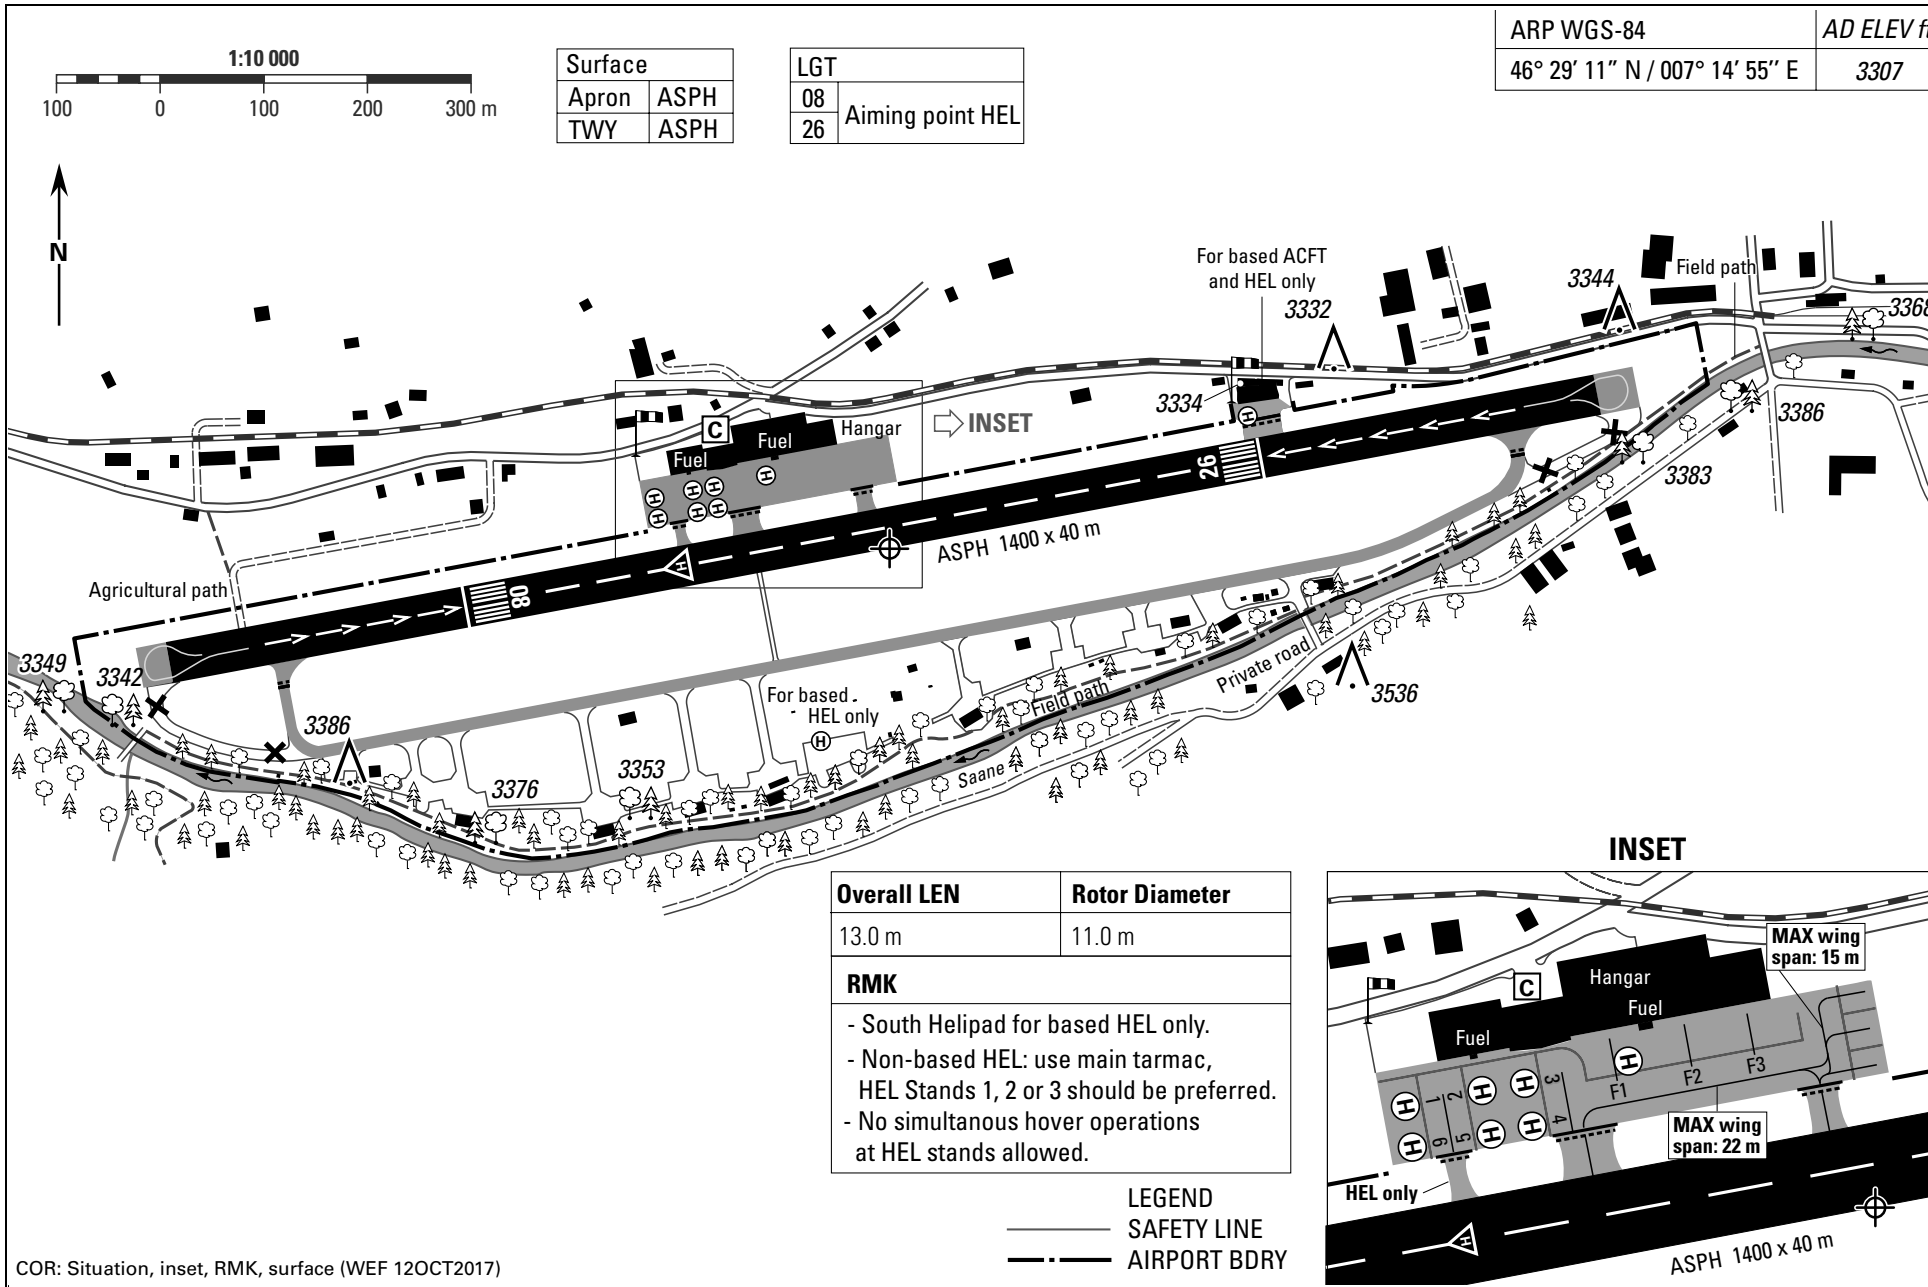 ARP WGS-84
AD ELEV ft
46° 29′ 11″ N / 007° 14′ 55″ E
3307
1:10 000
100 0 100 200 300 m
Surface
Apron ASPH
TWY ASPH
LGT
08
26
Aiming point HEL
N
For based ACFT
and HEL only
3332
3344
Field path
3368
3334
3386
3383
INSET
C
Hangar
Fuel
Fuel
H
H
H
H
H
H
H
H
26
ASPH 1400 x 40 m
H
08
Agricultural path
3349
3342
3386
3376
3353
For based
HEL only
H
Field path
Private road
3536
Saane
Overall LEN Rotor Diameter
13.0 m 11.0 m
RMK
- South Helipad for based HEL only.
- Non-based HEL: use main tarmac,
HEL Stands 1, 2 or 3 should be preferred.
- No simultanous hover operations
at HEL stands allowed.
LEGEND
SAFETY LINE
AIRPORT BDRY
INSET
MAX wing
span: 15 m
C
Hangar
Fuel
Fuel
H
H
H
H
H
H
H
1
2
3
4
5
6
F1
F2
F3
MAX wing
span: 22 m
HEL only
H
ASPH 1400 x 40 m
COR: Situation, inset, RMK, surface (WEF 12OCT2017)